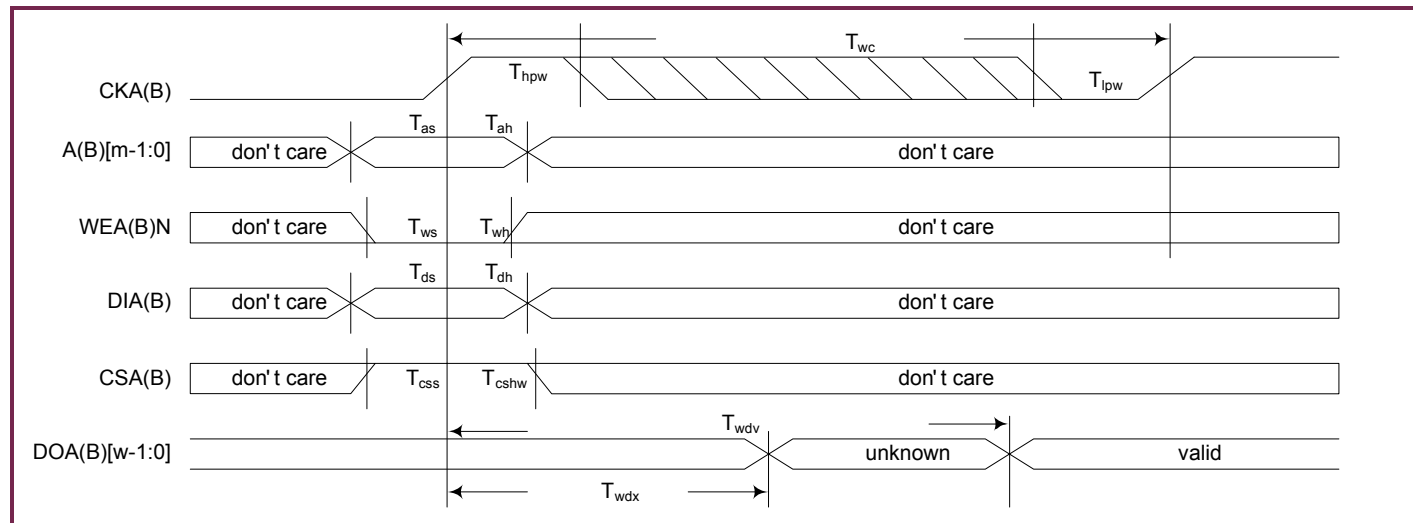 T_wc
CKA(B) T_hpw T_lpw
A(B)[m-1:0] don't care T_as T_ah don't care
WEA(B)N don't care T_ws T_wh don't care
DIA(B) don't care T_ds T_dh don't care
CSA(B) don't care T_css T_cshw don't care
T_wdv
DOA(B)[w-1:0] unknown valid
T_wdx